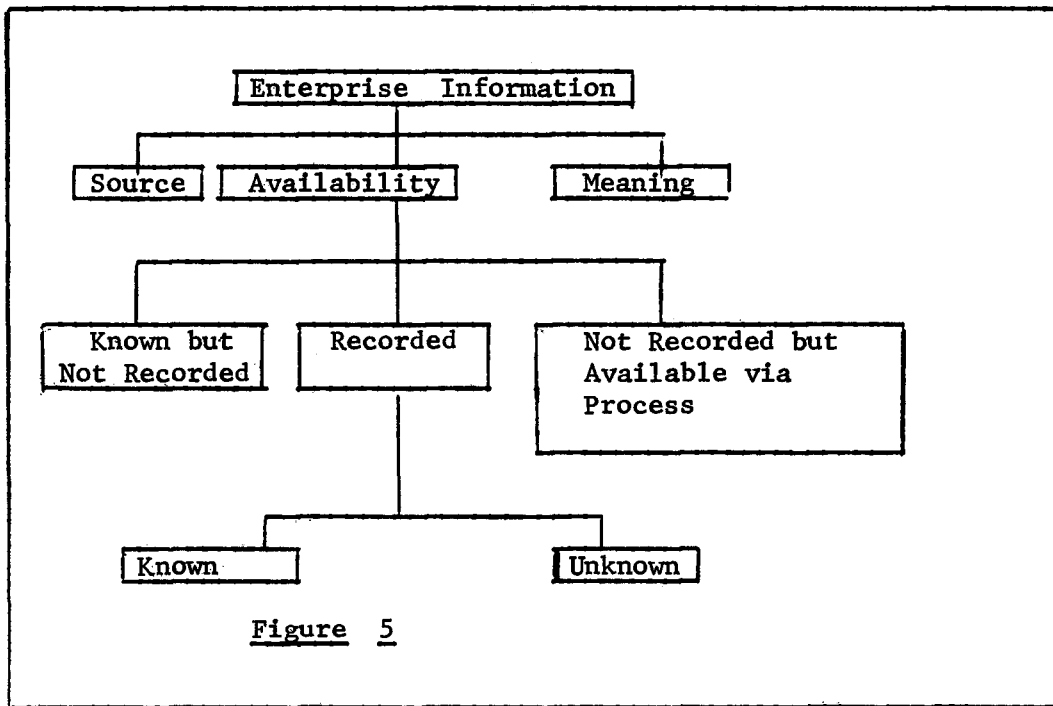 Enterprise Information
Source
Availability
Meaning
Known but
Not Recorded
Recorded
Not Recorded but
Available via
Process
Known
Unknown
Figure 5